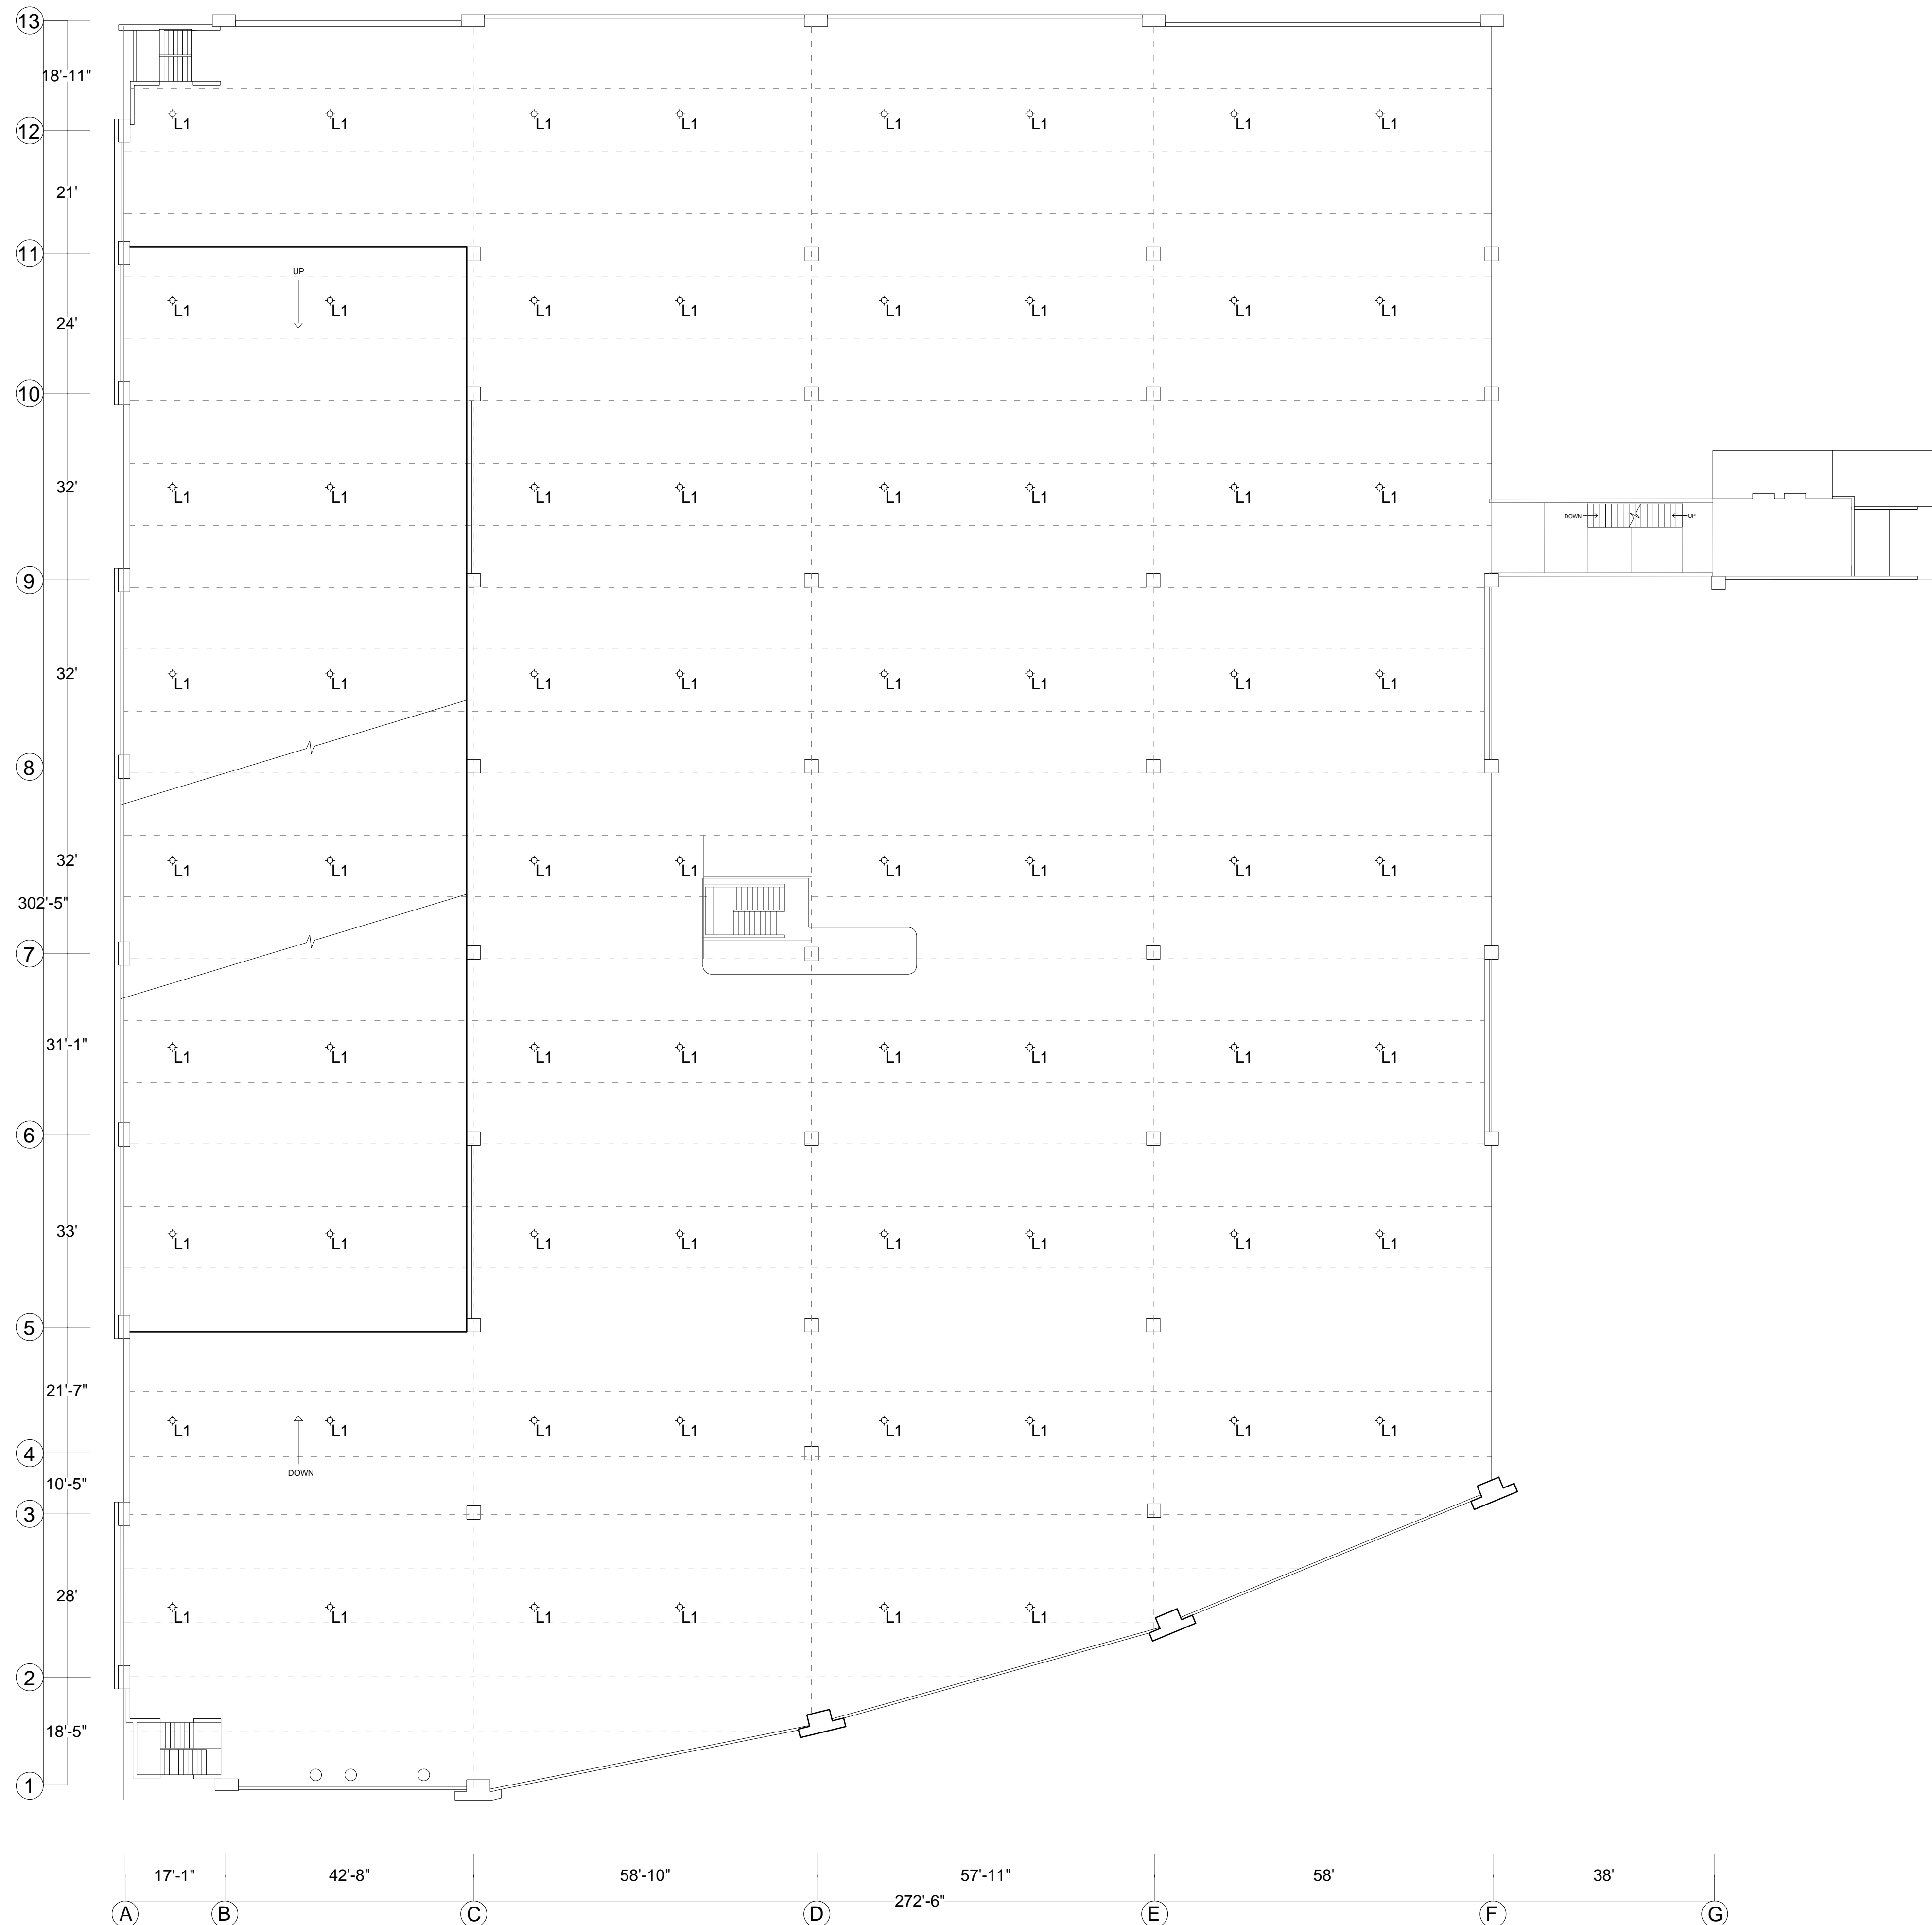 13
18'-11"
L1 L1 L1 L1 L1 L1 L1 L1
12
21'
11
UP
L1 L1 L1 L1 L1 L1 L1 L1
24'
10
32'
L1 L1 L1 L1 L1 L1 L1 L1
DOWN UP
9
32'
L1 L1 L1 L1 L1 L1 L1 L1
8
32'
L1 L1 L1 L1 L1 L1 L1 L1
302'-5"
7
31'-1"
L1 L1 L1 L1 L1 L1 L1 L1
6
33'
L1 L1 L1 L1 L1 L1 L1 L1
5
21'-7"
L1 L1 L1 L1 L1 L1 L1 L1
4
DOWN
10'-5"
3
28'
L1 L1 L1 L1 L1 L1
2
18'-5"
1
17'-1" 42'-8" 58'-10" 57'-11" 58' 38'
272'-6"
A B C D E F G